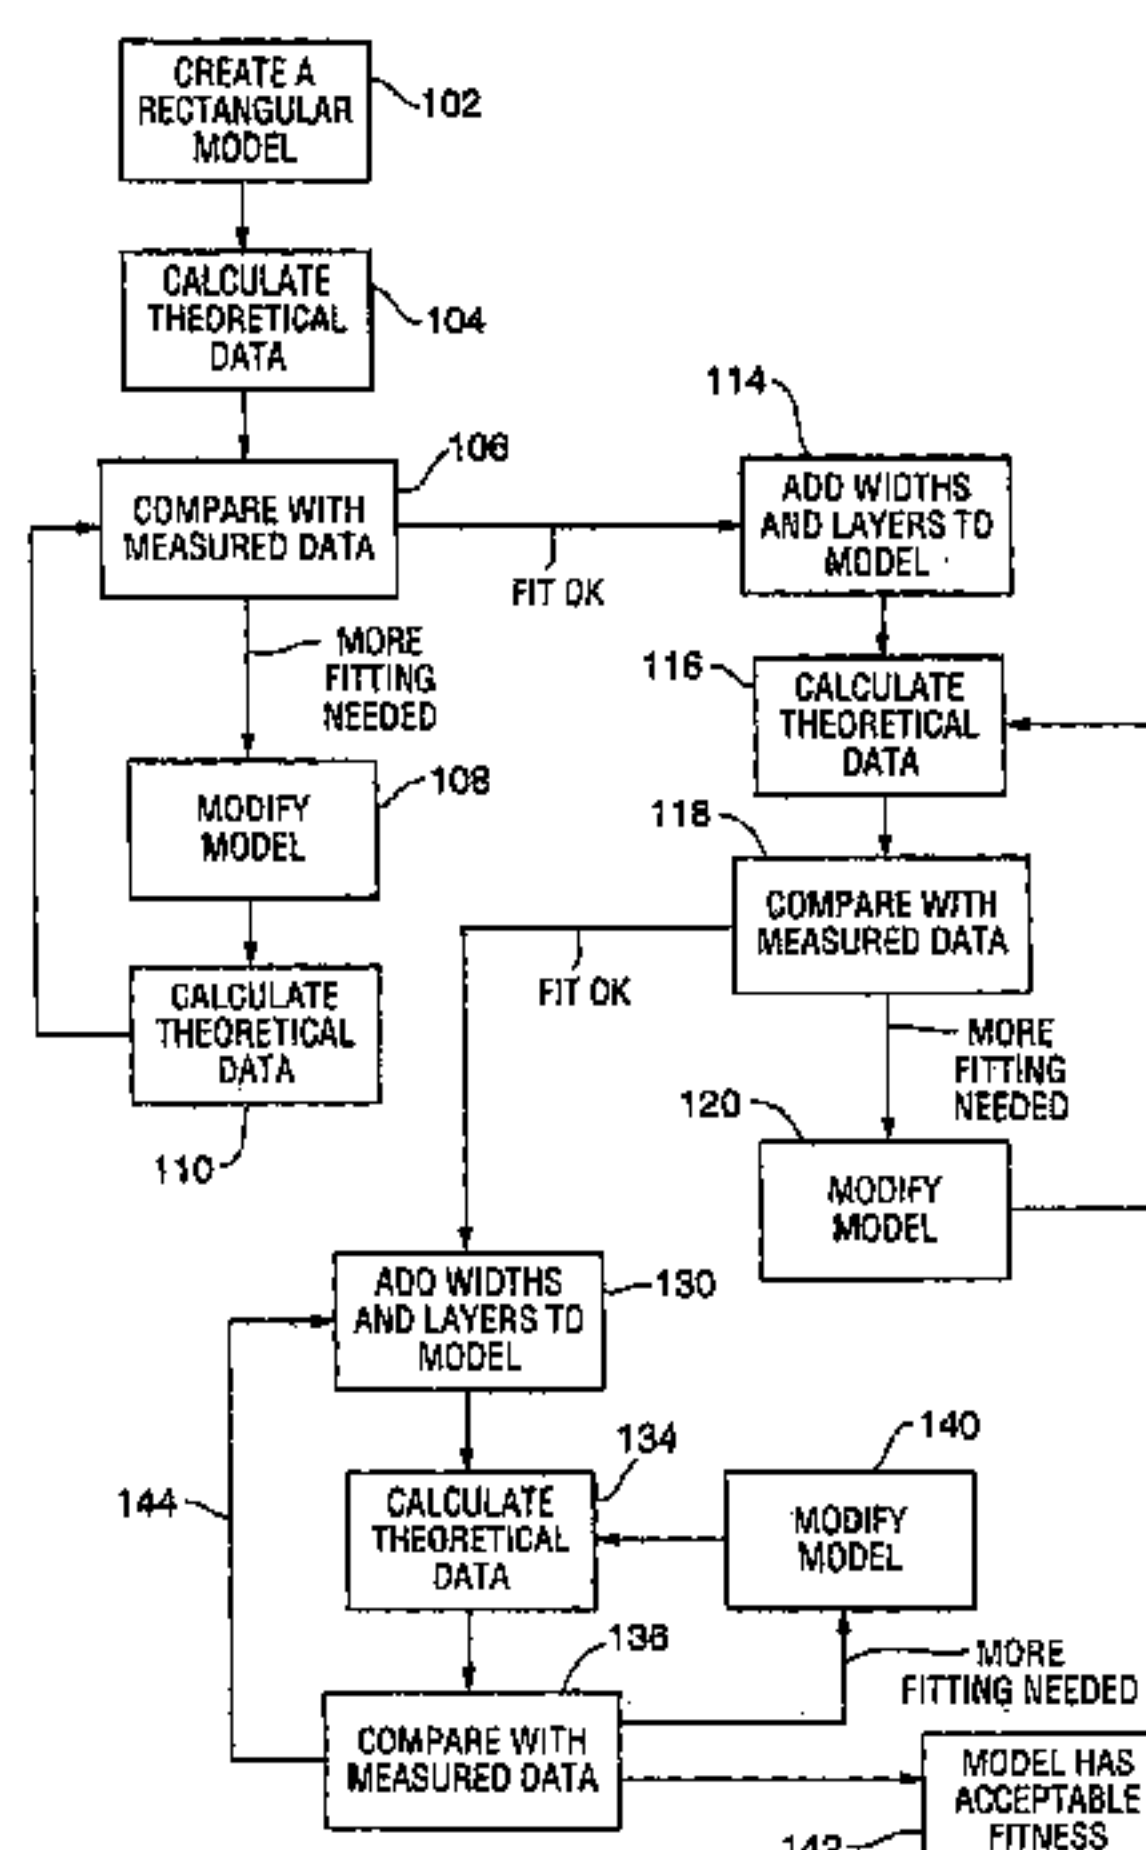 CREATE A
RECTANGULAR
MODEL
102
CALCULATE
THEORETICAL
DATA
104
106
COMPARE WITH
MEASURED DATA
FIT OK
MORE
FITTING
NEEDED
108
MODIFY
MODEL
CALCULATE
THEORETICAL
DATA
110
114
ADD WIDTHS
AND LAYERS TO
MODEL
116
CALCULATE
THEORETICAL
DATA
118
COMPARE WITH
MEASURED DATA
FIT OK
MORE
FITTING
NEEDED
120
MODIFY
MODEL
ADD WIDTHS
AND LAYERS TO
MODEL
130
134
CALCULATE
THEORETICAL
DATA
140
MODIFY
MODEL
144
136
COMPARE WITH
MEASURED DATA
MORE
FITTING NEEDED
MODEL HAS
ACCEPTABLE
FITNESS